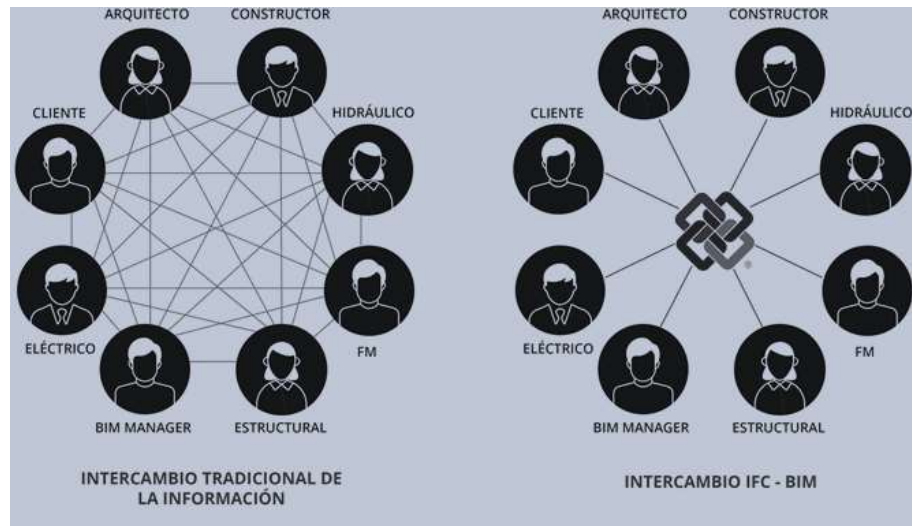 ARQUITECTO
CONSTRUCTOR
CLIENTE
HIDRÁULICO
ELÉCTRICO
FM
BIM MANAGER
ESTRUCTURAL
INTERCAMBIO TRADICIONAL DE
LA INFORMACIÓN
ARQUITECTO
CONSTRUCTOR
CLIENTE
HIDRÁULICO
ELÉCTRICO
FM
BIM MANAGER
ESTRUCTURAL
INTERCAMBIO IFC - BIM